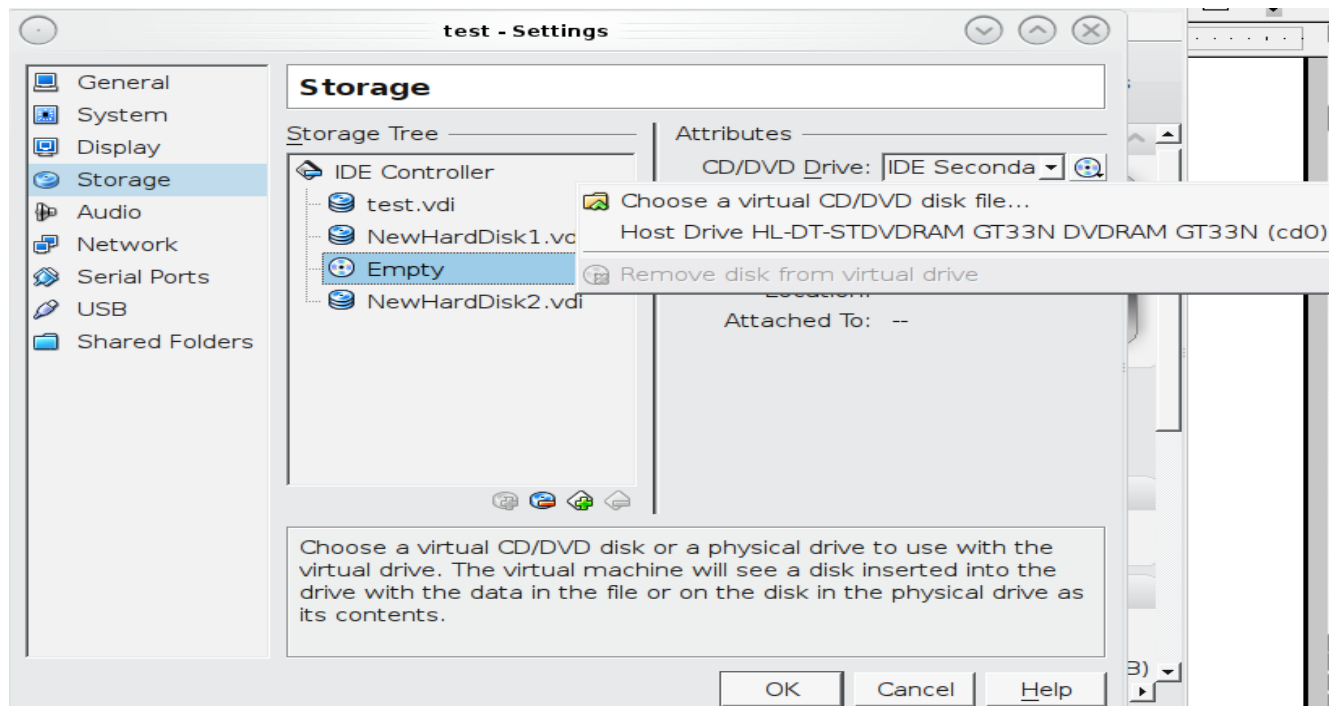 test - Settings
General
System
Display
Storage
Audio
Network
Serial Ports
USB
Shared Folders
Storage
Storage Tree
IDE Controller
test.vdi
NewHardDisk1.vd
Empty
NewHardDisk2.vdi
Attributes
CD/DVD Drive: IDE Seconda
Choose a virtual CD/DVD disk file...
Host Drive HL-DT-STDVDRAM GT33N DVDRAM GT33N (cd0)
Remove disk from virtual drive
Location:
Attached To: --
Choose a virtual CD/DVD disk or a physical drive to use with the
virtual drive. The virtual machine will see a disk inserted into the
drive with the data in the file or on the disk in the physical drive as
its contents.
B)
OK
Cancel
Help